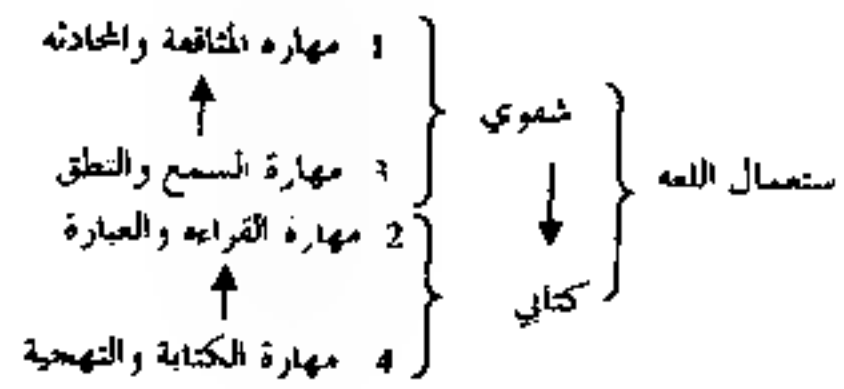 1 مهاره المثاقفة والمحادثه
شفوي
3 مهارة السمع والنطق
ستعمال اللغه
2 مهارة القراءه والعبارة
كتابي
4 مهارة الكتابة والتهجية